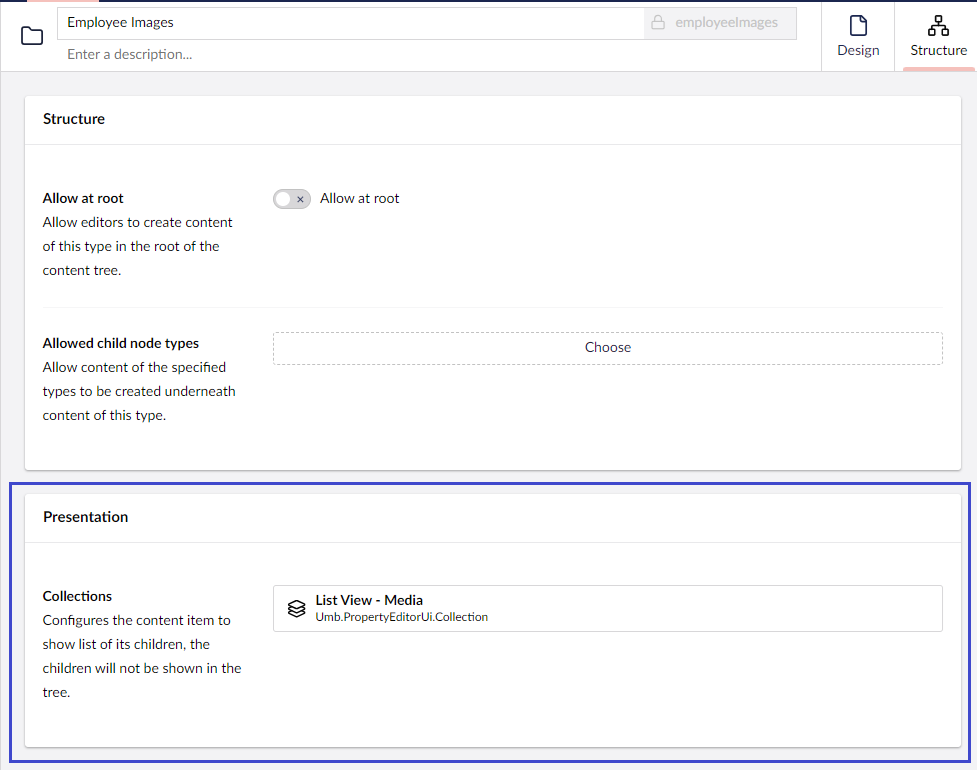 Employee Images
employeeImages
Enter a description...
Design
Structure
Structure
Allow at root
Allow editors to create content
of this type in the root of the
content tree.
Allow at root
Allowed child node types
Allow content of the specified
types to be created underneath
content of this type.
Choose
Presentation
Collections
Configures the content item to
show list of its children, the
children will not be shown in the
tree.
List View - Media
Umb.PropertyEditorUi.Collection